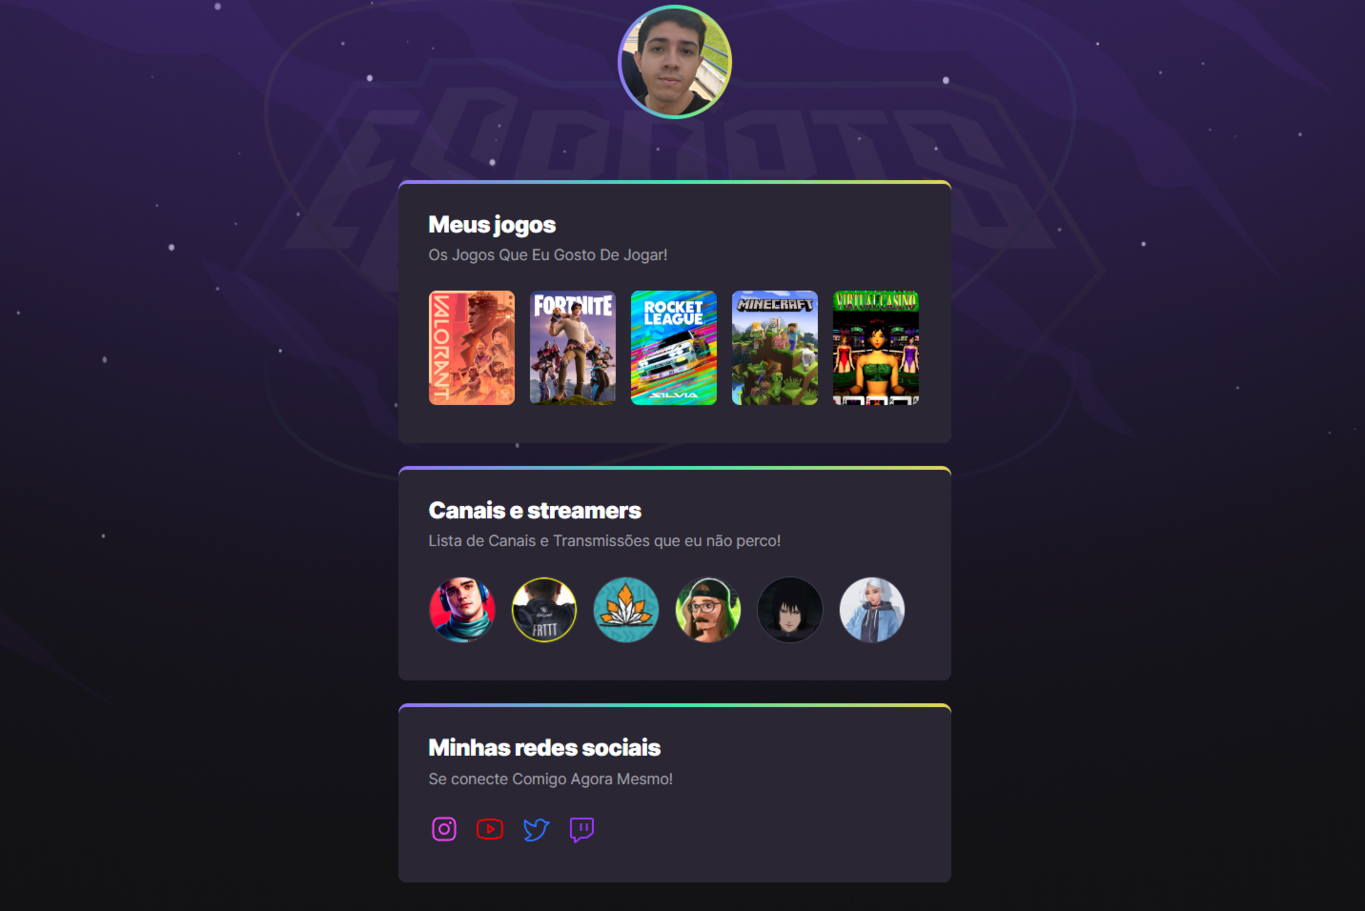 ESPORTS
Meus jogos
Os Jogos Que Eu Gosto De Jogar!
VALORANT
FORTNITE
ROCKET
LEAGUE
SILVIA
MINECRAFT
VIRTUAL CASINO
Canais e streamers
Lista de Canais e Transmissões que eu não perco!
FRTTT
Minhas redes sociais
Se conecte Comigo Agora Mesmo!